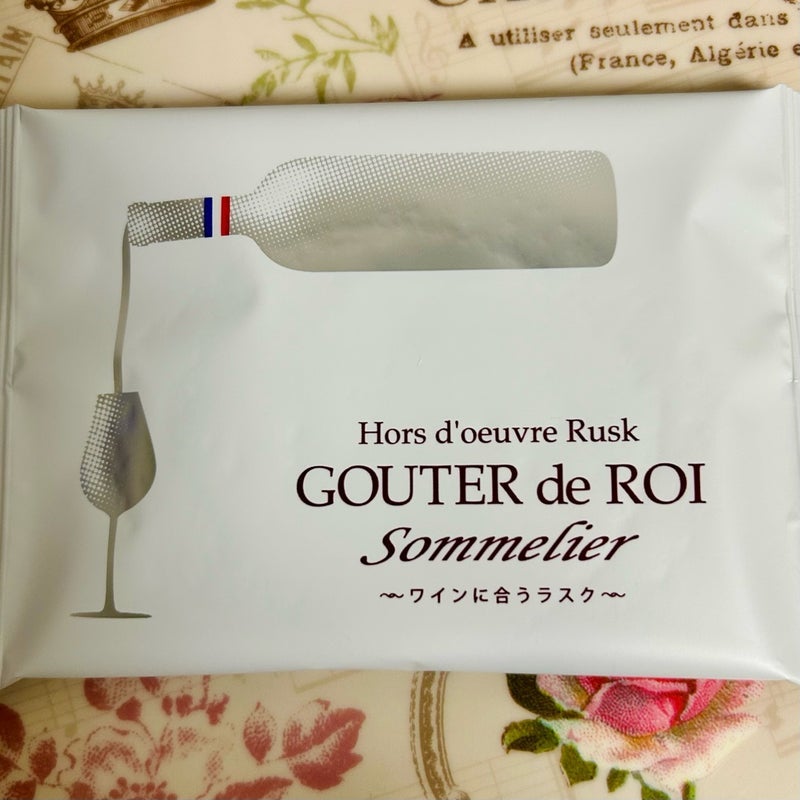 A utiliser seulement dans
(France, Algérie e
Hors d'oeuvre Rusk
GOUTER de ROI
Sommelier
~ワインに合うラスク~